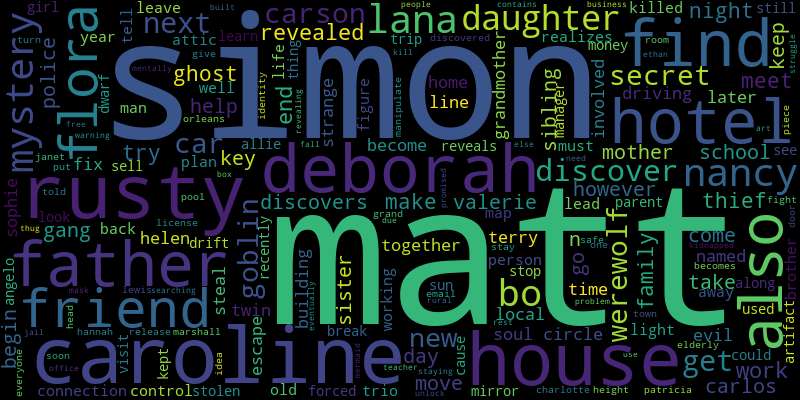 girl leave next carson lana daughter people business contains night killed still
built tell revealed trip discovered room ethan money
mystery police flora year attic learn give simon realizes find keep
turn dwarf ghost thing life end kill secret meet
man well strange figure home line grandmother sibling manager involved driving later
mentally help identity manipulate hotel piece
free orleans revealing
warning try car allie fall become reveals else must mother school art see
janet put fix sell plan key deborah need discover however nancy
sophie told rusty box discovers make valerie promised lead parent thief fight
look pool matt map
thug gang back license goblin grand due together terry n werewolf family come also door
helen drift recently sister stay person go safe one named kidnapped
father steal building working sun stop bo time becomes take along brother
angelo mask lewis searching email rural local problem town away artifact
begin friend head twin eventually rest soul circle light evil used
jail hannah release marshall break new cause elderly could
everyone soon visit kept idea escape day house get work
office caroline mermaid teacher move use carlos
connection control stolen old forced trio staying unlock mirror charlotte height patricia